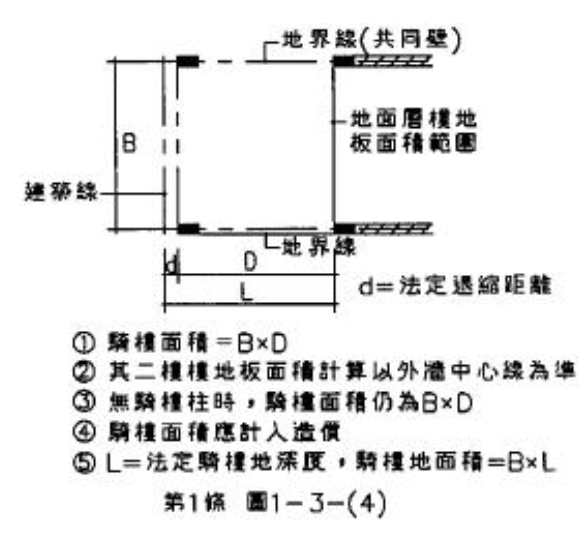 地界線(共同壁)
地面層樓地
板面積範圍
B
建築線
地界線
d
D
L
d=法定退縮距離
① 騎樓面積=B×D
② 其二樓樓地板面積計算以外牆中心線為準
③ 無騎樓柱時,騎樓面積仍為B×D
④ 騎樓面積應計入造價
⑤ L=法定騎樓地深度,騎樓地面積=B×L
第1條 圖1-3-(4)